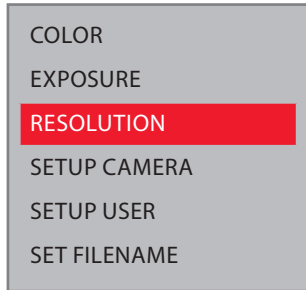 COLOR
EXPOSURE
RESOLUTION
SETUP CAMERA
SETUP USER
SET FILENAME